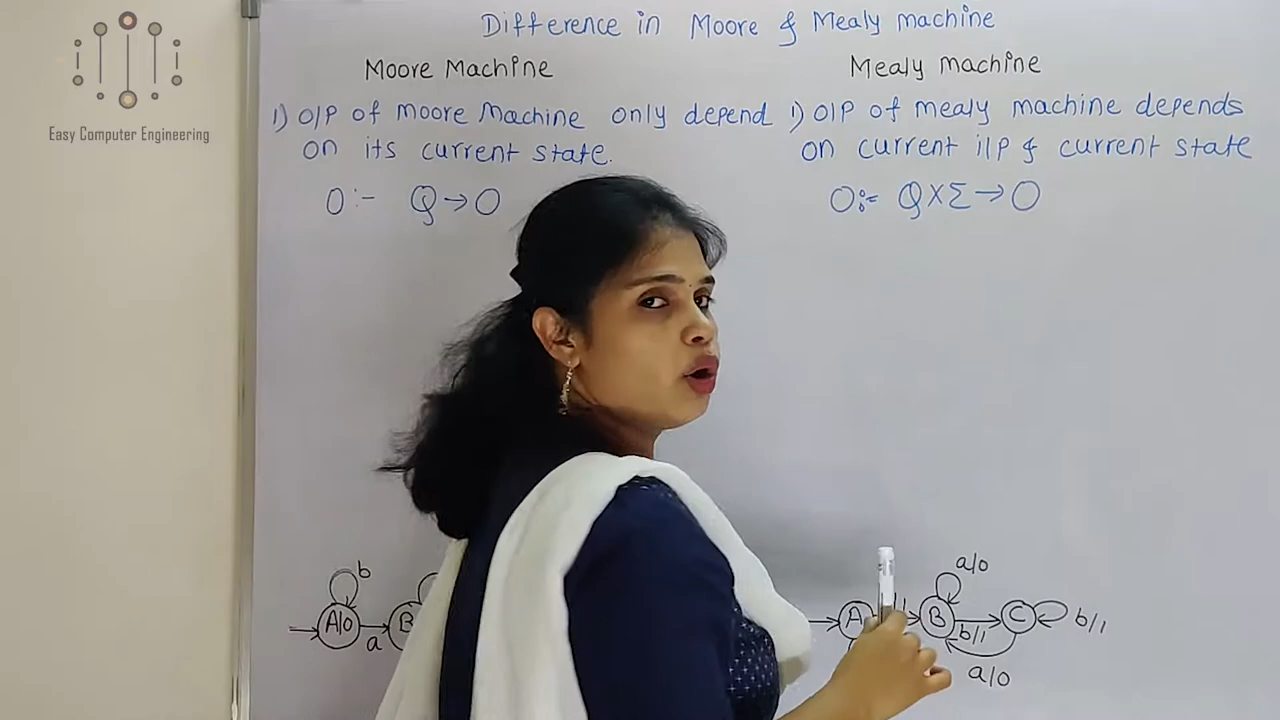 Difference in Moore & Mealy machine
Moore Machine
1) O/P of moore Machine only depend
on its current state.
O :- Q→O
Mealy machine
1) O/P of mealy machine depends
on current i/P & current state
O:= Q×Σ→O
Easy Computer Engineering
b
A/0
B
a
a/0
A
B
C
b/1
b/1
a/0